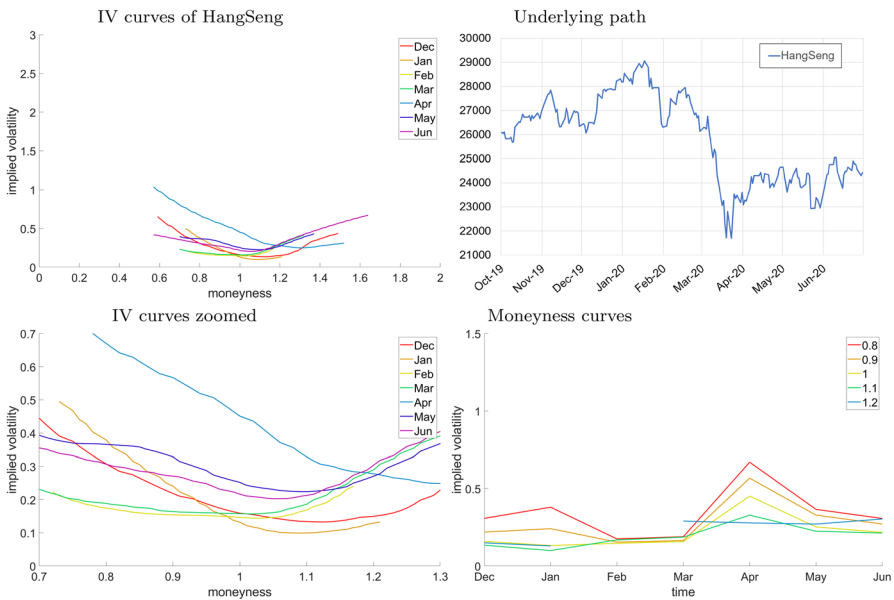 IV curves of HangSeng
3
2.5
2
1.5
1
0.5
0
implied volatility
0 0.2 0.4 0.6 0.8 1 1.2 1.4 1.6 1.8 2
moneyness
Dec
Jan
Feb
Mar
Apr
May
Jun
Underlying path
30000
29000
28000
27000
26000
25000
24000
23000
22000
21000
HangSeng
Oct-19 Nov-19 Dec-19 Jan-20 Feb-20 Mar-20 Apr-20 May-20 Jun-20
IV curves zoomed
0.7
0.6
0.5
0.4
0.3
0.2
0.1
0
implied volatility
0.7 0.8 0.9 1 1.1 1.2 1.3
moneyness
Dec
Jan
Feb
Mar
Apr
May
Jun
Moneyness curves
1.5
1
0.5
0
implied volatility
Dec Jan Feb Mar Apr May Jun
time
0.8
0.9
1
1.1
1.2